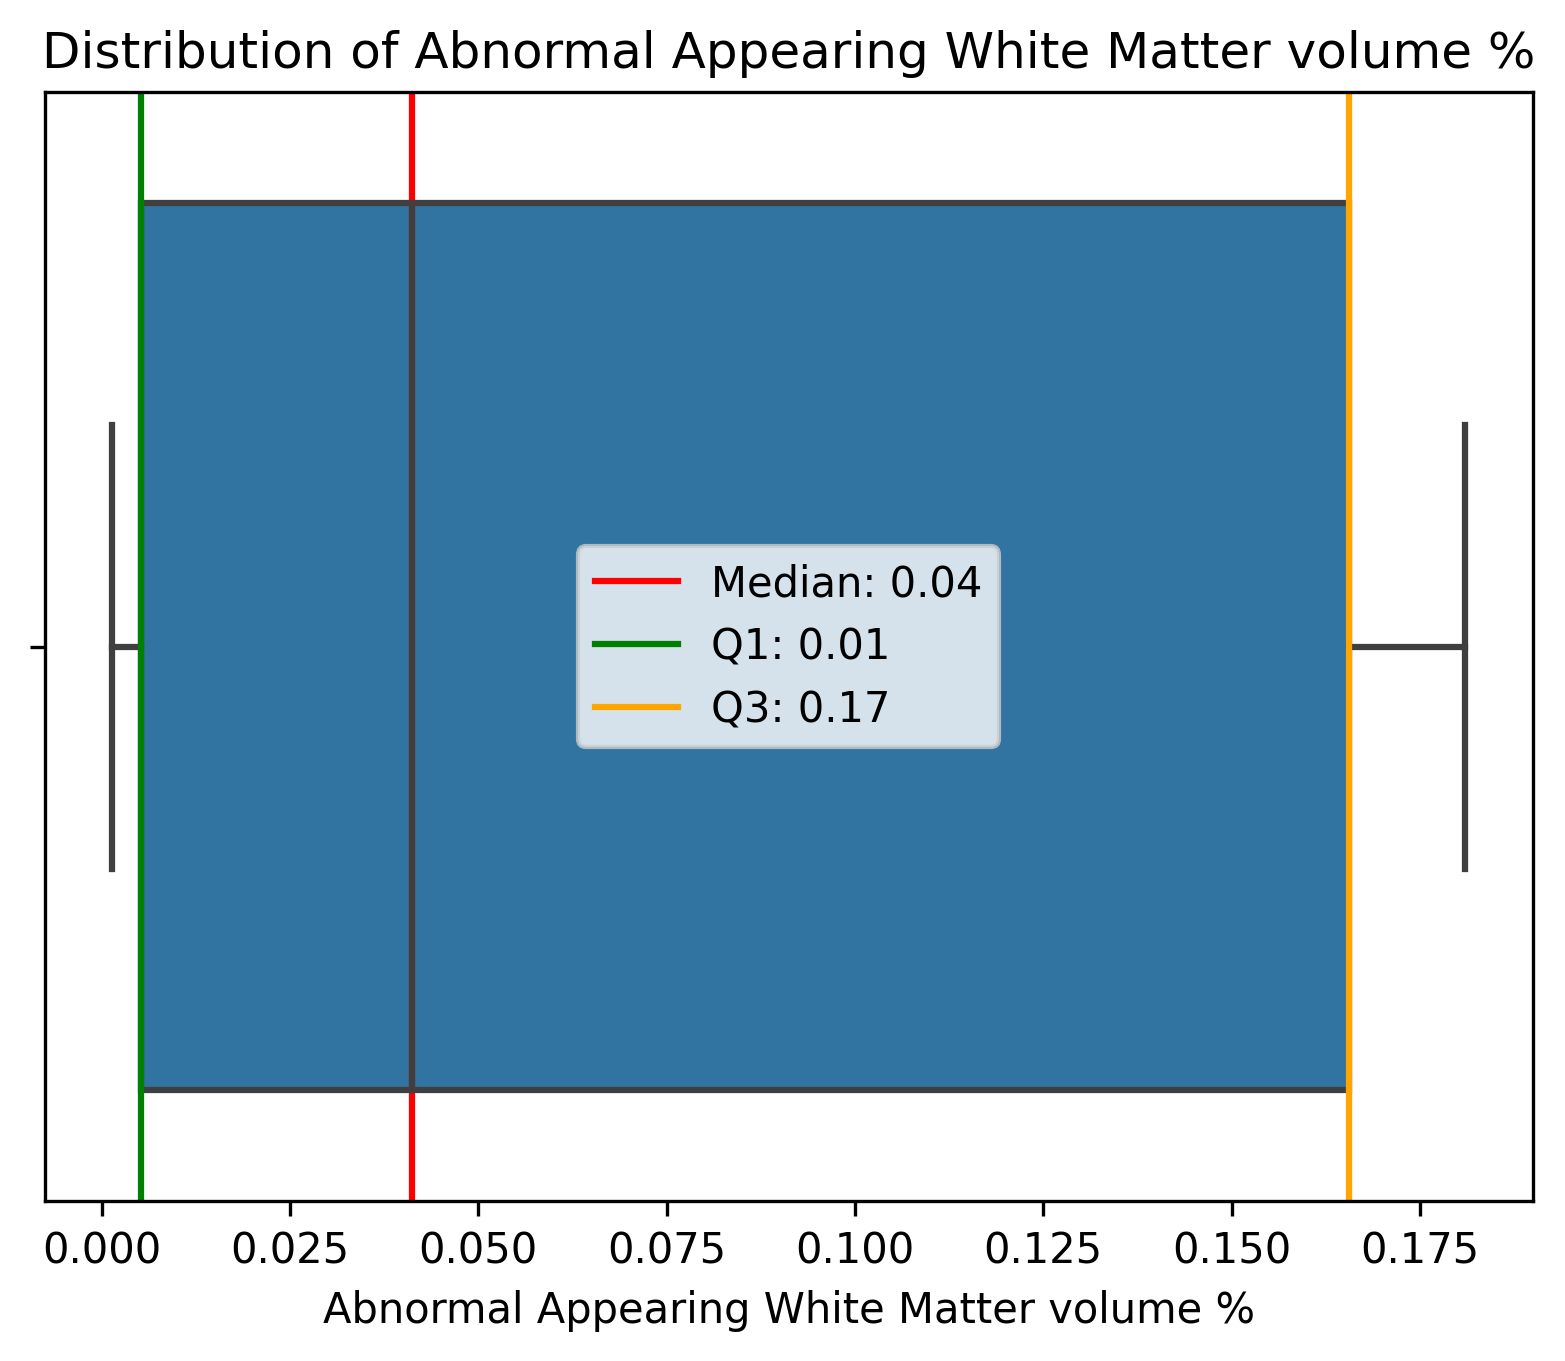 Distribution of Abnormal Appearing White Matter volume %
Median: 0.04
Q1: 0.01
Q3: 0.17
0.000 0.025 0.050 0.075 0.100 0.125 0.150 0.175
Abnormal Appearing White Matter volume %